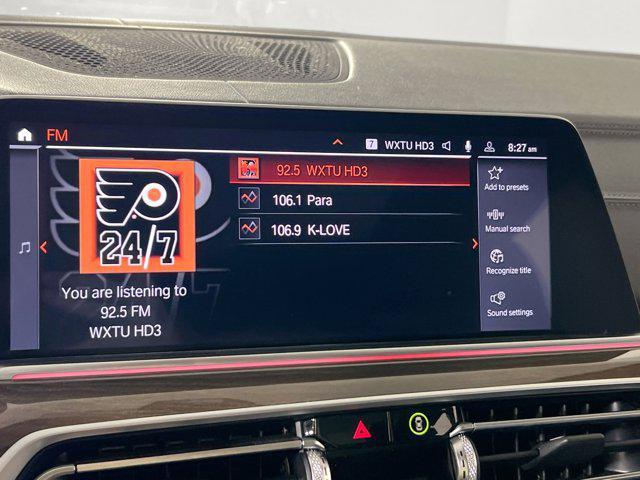 FM
7 WXTU HD3 8:27 am
24/7
You are listening to
92.5 FM
WXTU HD3
92.5 WXTU HD3
106.1 Para
106.9 K-LOVE
Add to presets
Manual search
Recognize title
Sound settings